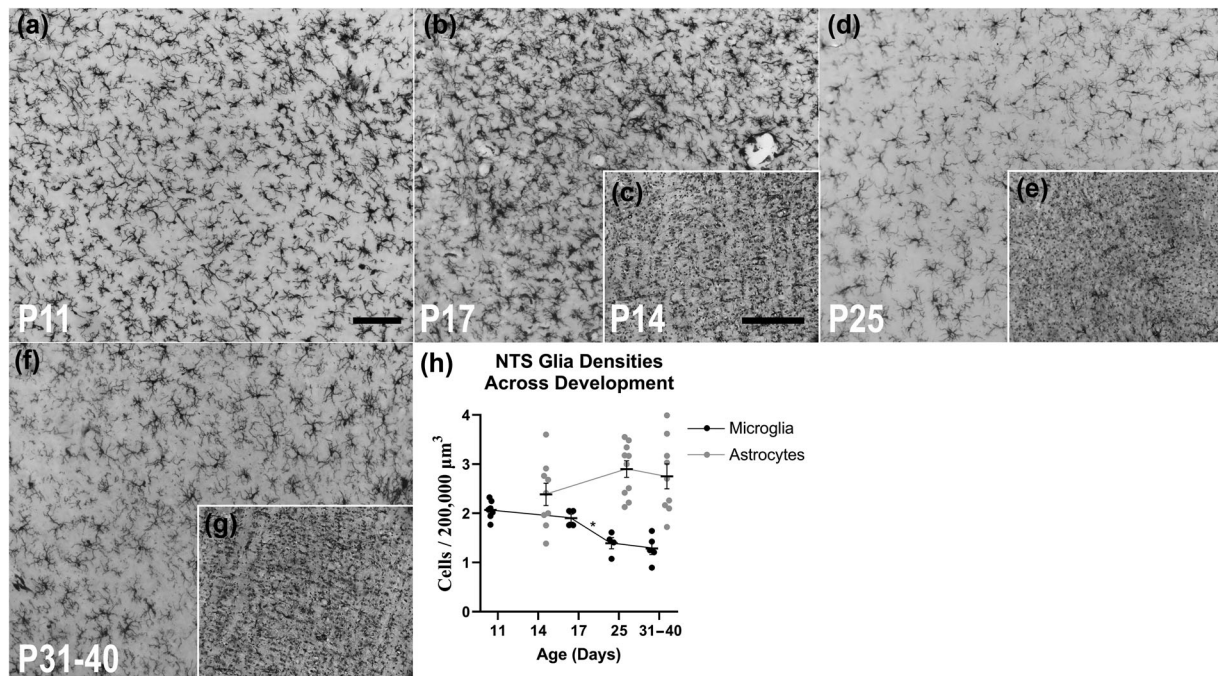 (a)
P11
(b)
P17
(c)
P14
(d)
P25
(e)
(f)
P31-40
(g)
(h)
NTS Glia Densities
Across Development
Microglia
Astrocytes
Cells / 200,000 μm³
4
3
2
1
0
*
11 14 17 25 31–40
Age (Days)